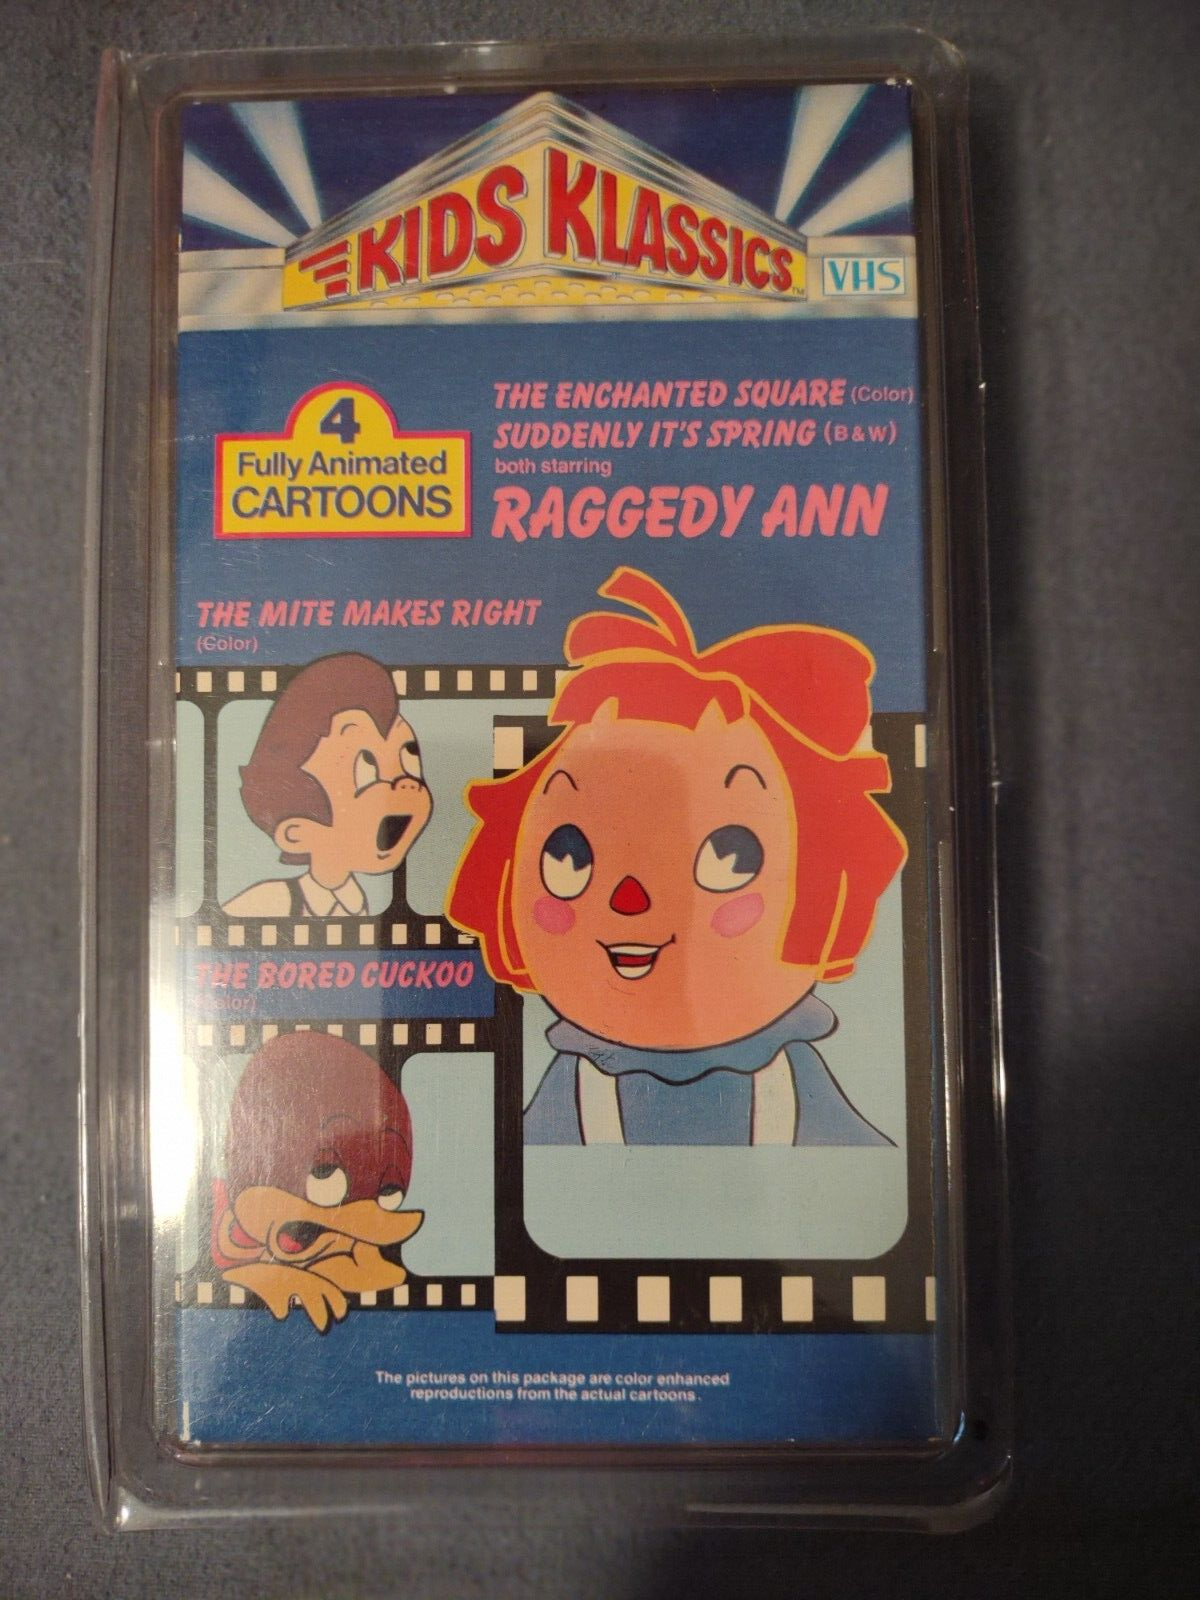 KIDS KLASSICS™
VHS
4
Fully Animated
CARTOONS
THE ENCHANTED SQUARE (Color)
SUDDENLY IT'S SPRING (B&W)
both starring
RAGGEDY ANN
THE MITE MAKES RIGHT
(Color)
THE BORED CUCKOO
(Color)
The pictures on this package are color enhanced
reproductions from the actual cartoons.